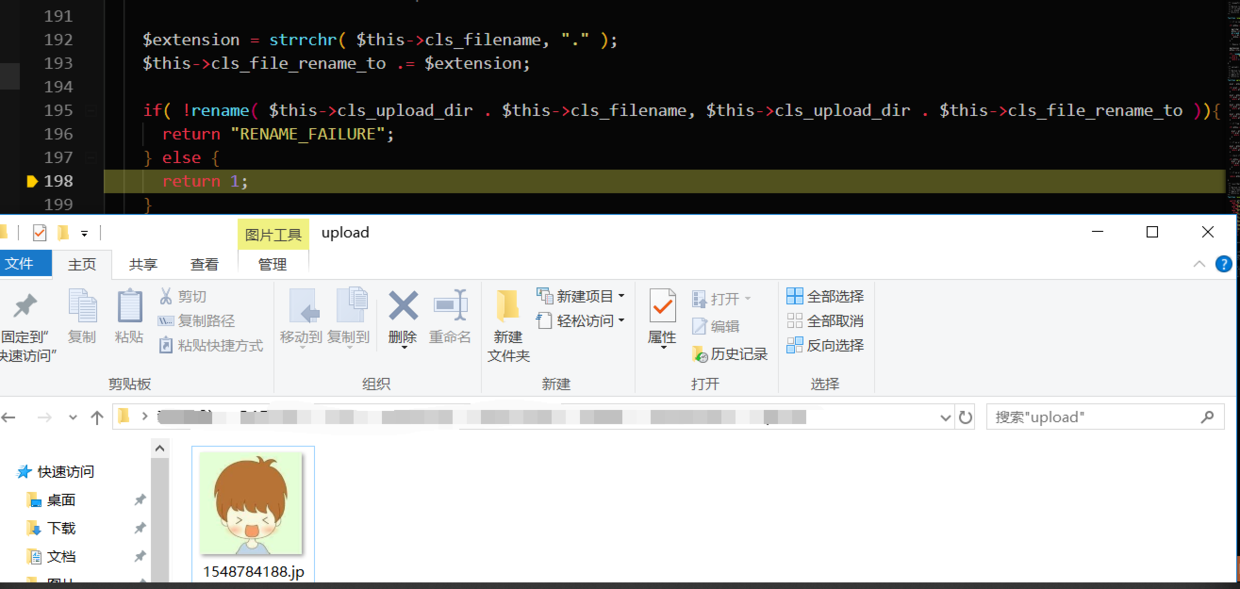 191
192 $extension = strrchr( $this->cls_filename, "." );
193 $this->cls_file_rename_to .= $extension;
194
195 if( !rename( $this->cls_upload_dir . $this->cls_filename, $this->cls_upload_dir . $this->cls_file_rename_to )){
196 return "RENAME_FAILURE";
197 } else {
198 return 1;
199 }
图片工具 upload
文件 主页 共享 查看 管理
固定到"快速访问"
复制
粘贴
剪切
复制路径
粘贴快捷方式
剪贴板
移动到 复制到 删除 重命名
组织
新建文件夹
新建项目
轻松访问
新建
属性
打开
编辑
历史记录
打开
全部选择
全部取消
反向选择
选择
搜索"upload"
快速访问
桌面
下载
文档
1548784188.jp